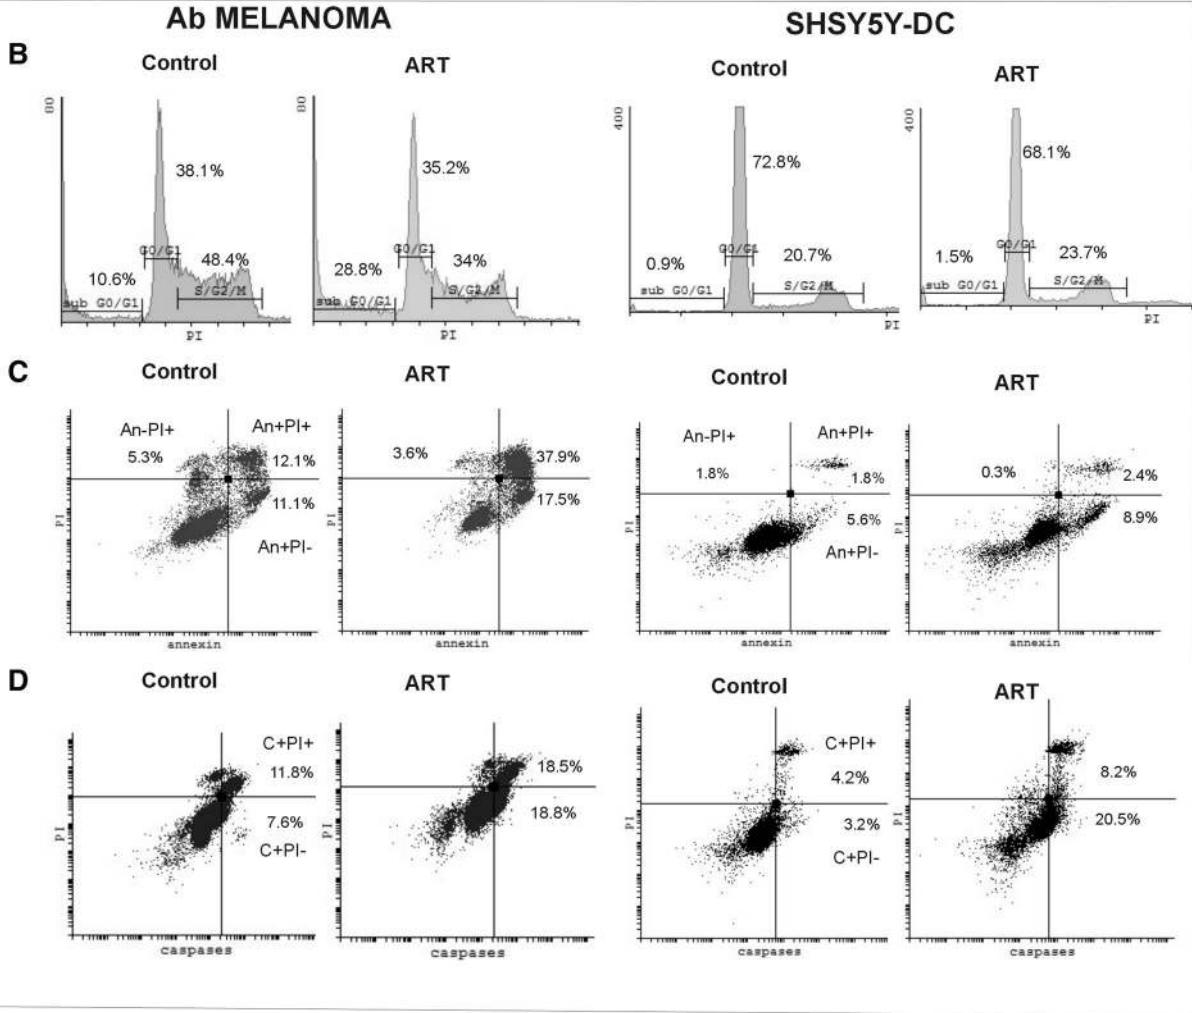 Ab MELANOMA
SHSY5Y-DC
B
Control
ART
Control
ART
80
38.1%
G0/G1
48.4%
10.6%
sub G0/G1
S/G2/M
PI
80
35.2%
G0/G1
34%
28.8%
sub G0/G1
S/G2/M
PI
400
72.8%
G0/G1
20.7%
0.9%
sub G0/G1
S/G2/M
PI
400
68.1%
G0/G1
23.7%
1.5%
sub G0/G1
S/G2/M
PI
C
Control
ART
Control
ART
An-PI+
An+PI+
5.3%
12.1%
11.1%
An+PI-
PI
annexin
3.6%
37.9%
17.5%
PI
annexin
An-PI+
An+PI+
1.8%
1.8%
5.6%
An+PI-
PI
annexin
0.3%
2.4%
8.9%
PI
annexin
D
Control
ART
Control
ART
C+PI+
11.8%
7.6%
C+PI-
PI
caspases
18.5%
18.8%
PI
caspases
C+PI+
4.2%
3.2%
C+PI-
PI
caspases
8.2%
20.5%
PI
caspases